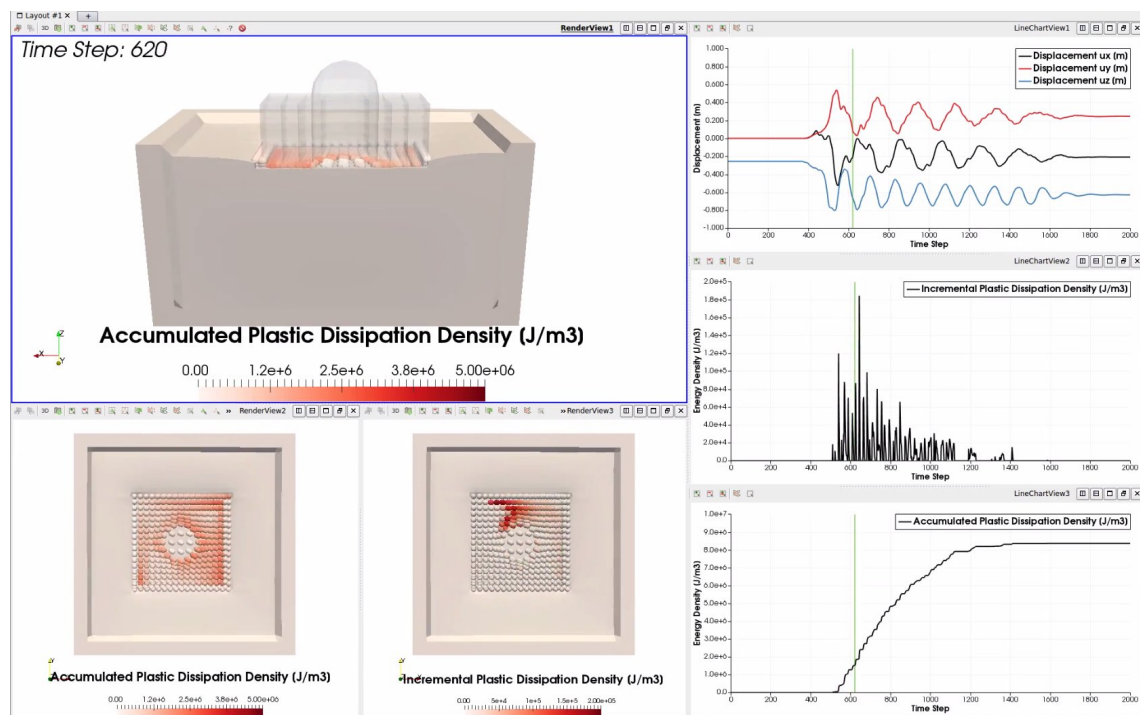 Layout #1 × +
3D RenderView1
Time Step: 620
Z
X
Y
Accumulated Plastic Dissipation Density (J/m3)
0.00 1.2e+6 2.5e+6 3.8e+6 5.00e+06
3D » RenderView2
Accumulated Plastic Dissipation Density (J/m3)
0.00 1.2e+6 2.5e+6 3.8e+6 5.00e+06
3D » RenderView3
Incremental Plastic Dissipation Density (J/m3)
0.00 5e+4 1.e+5 1.5e+5 2.00e+05
LineChartView1
Displacement ux (m)
Displacement uy (m)
Displacement uz (m)
Displacement (m)
1.000
0.800
0.600
0.400
0.200
0.000
-0.200
-0.400
-0.600
-0.800
-1.000
0 200 400 600 800 1000 1200 1400 1600 1800 2000
Time Step
LineChartView2
Incremental Plastic Dissipation Density (J/m3)
Energy Density (J/m3)
2.0e+5
1.8e+5
1.6e+5
1.4e+5
1.2e+5
1.0e+5
8.0e+4
6.0e+4
4.0e+4
2.0e+4
0.0
0 200 400 600 800 1000 1200 1400 1600 1800 2000
Time Step
LineChartView3
Accumulated Plastic Dissipation Density (J/m3)
Energy Density (J/m3)
1.0e+7
9.0e+6
8.0e+6
7.0e+6
6.0e+6
5.0e+6
4.0e+6
3.0e+6
2.0e+6
1.0e+6
0.0
0 200 400 600 800 1000 1200 1400 1600 1800 2000
Time Step